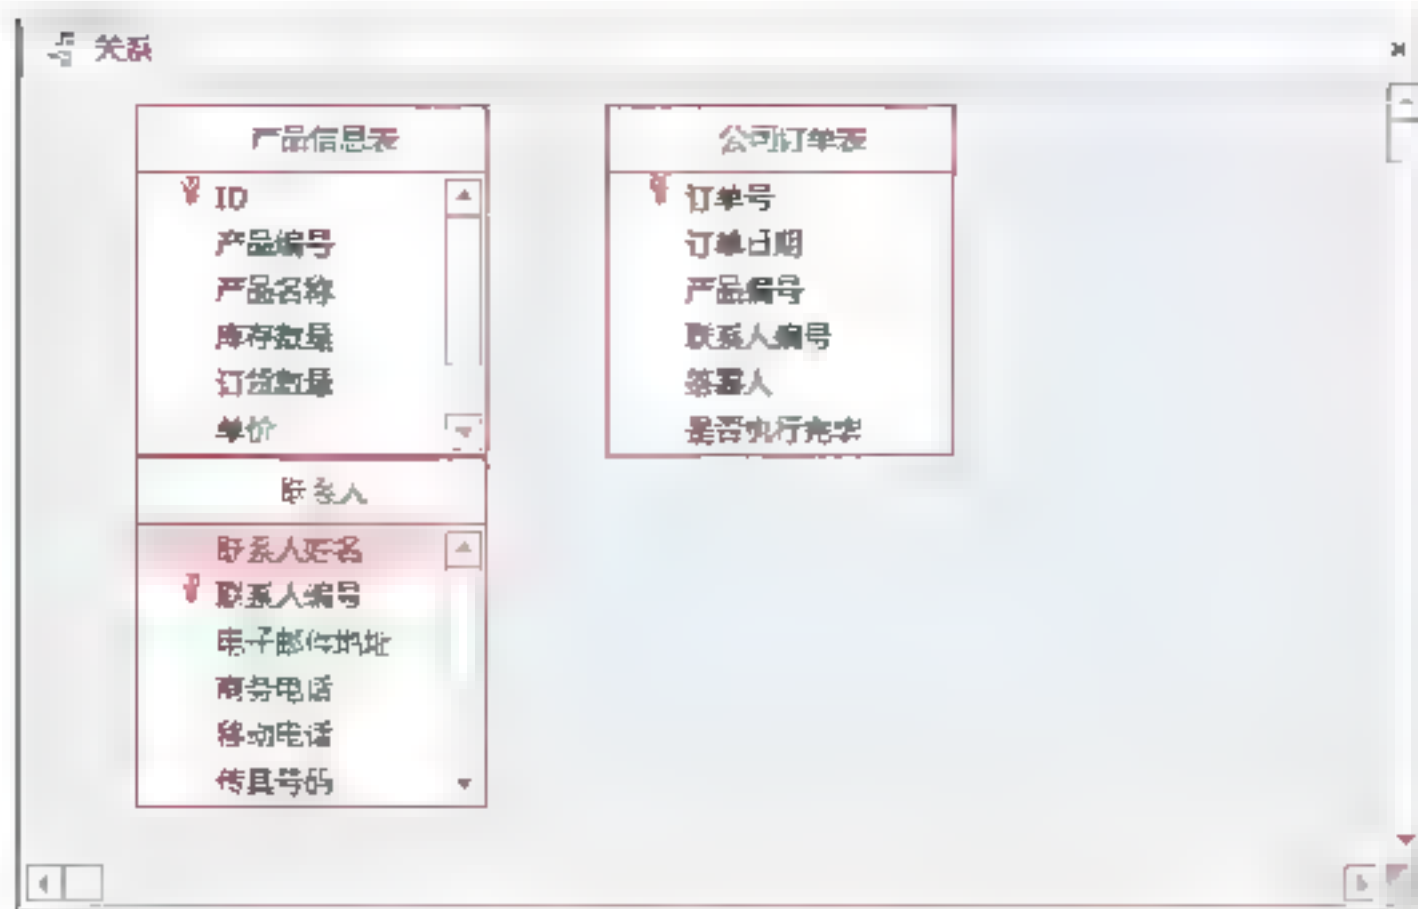 关系
产品信息表
ID
产品编号
产品名称
库存数量
订货数量
单价
联系人
联系人姓名
联系人编号
电子邮件地址
商务电话
移动电话
传真号码
公司订单表
订单号
订单日期
产品编号
联系人编号
签署人
是否执行完毕